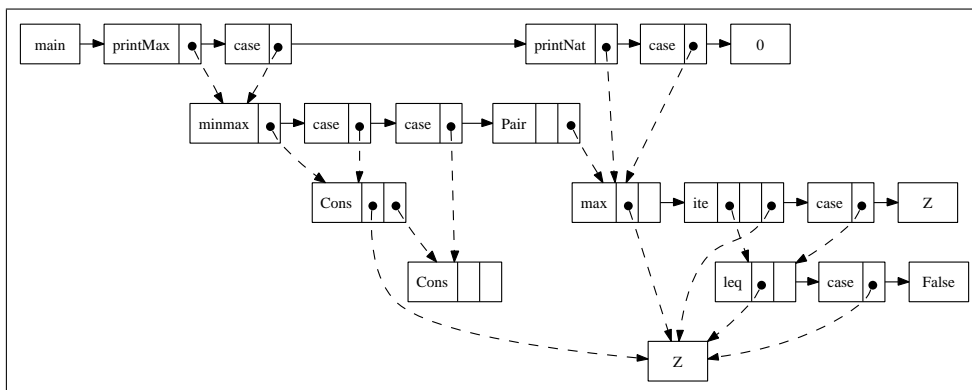 main printMax case printNat case 0
minmax case case Pair
Cons max ite case Z
Cons leq case False
Z